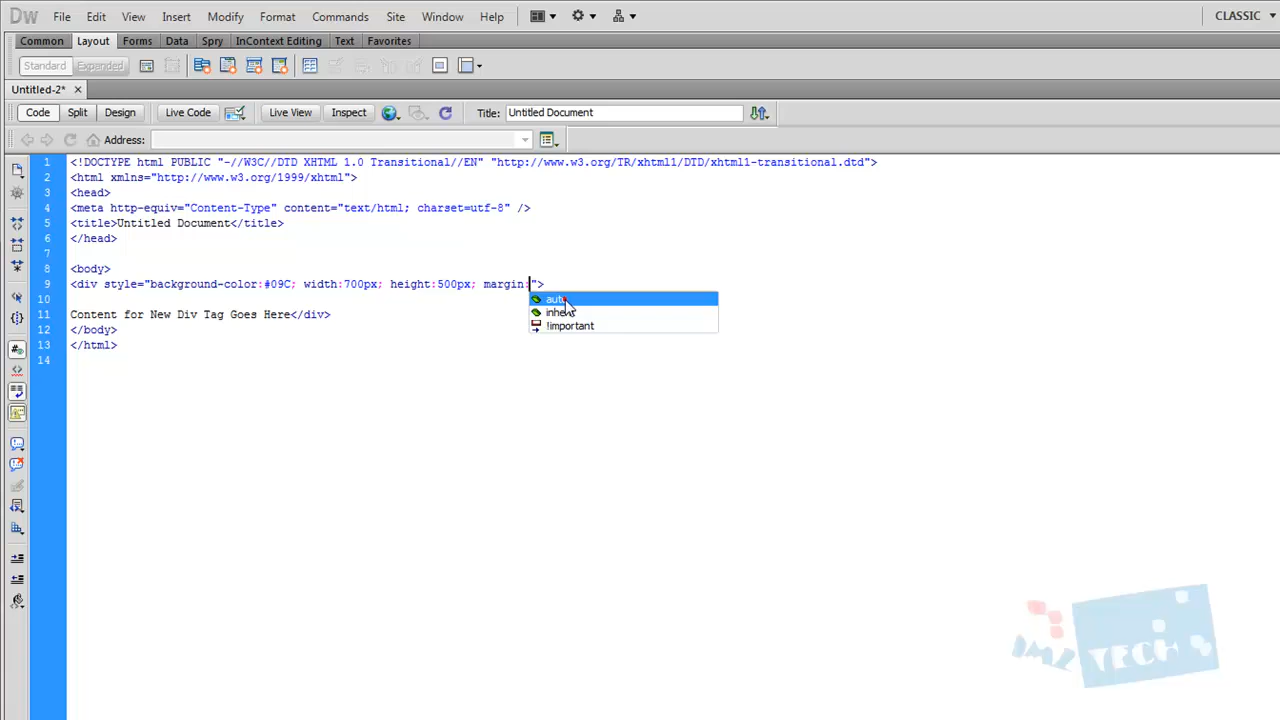 Dw File Edit View Insert Modify Format Commands Site Window Help CLASSIC
Common Layout Forms Data Spry InContext Editing Text Favorites
Standard Expanded
Untitled-2* ×
Code Split Design Live Code Live View Inspect Title: Untitled Document
Address:
1 <!DOCTYPE html PUBLIC "-//W3C//DTD XHTML 1.0 Transitional//EN" "http://www.w3.org/TR/xhtml1/DTD/xhtml1-transitional.dtd">
2 <html xmlns="http://www.w3.org/1999/xhtml">
3 <head>
4 <meta http-equiv="Content-Type" content="text/html; charset=utf-8" />
5 <title>Untitled Document</title>
6 </head>
7
8 <body>
9 <div style="background-color:#09C; width:700px; height:500px; margin:">
10 auto
inherit
11 Content for New Div Tag Goes Here</div>
!important
12 </body>
13 </html>
14
TECH